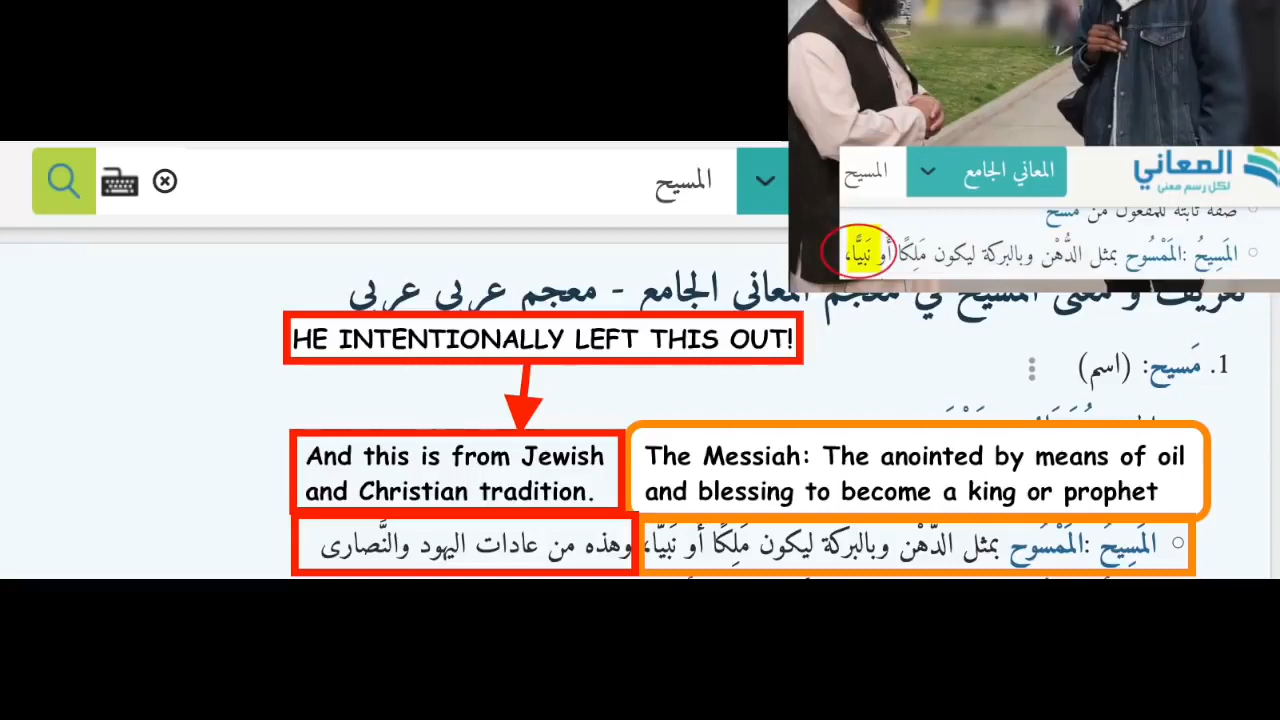 المعاني
لكل رسم معنى
المعاني الجامع
المسيح
صفة ثابتة للمفعول من مسح
المَسِيحُ :المَمْسُوح بمثل الدُّهْن وبالبركة ليكون مَلِكًا أو نَبيًّا،
المسيح
تعريف و معنى المسيح في معجم المعاني الجامع - معجم عربي عربي
HE INTENTIONALLY LEFT THIS OUT!
1. مَسيح: (اسم)
And this is from Jewish
and Christian tradition.
The Messiah: The anointed by means of oil
and blessing to become a king or prophet
المَسِيحُ :المَمْسُوح بمثل الدُّهْن وبالبركة ليكون مَلِكًا أو نَبيًّا، وهذه من عادات اليهود والنَّصارى